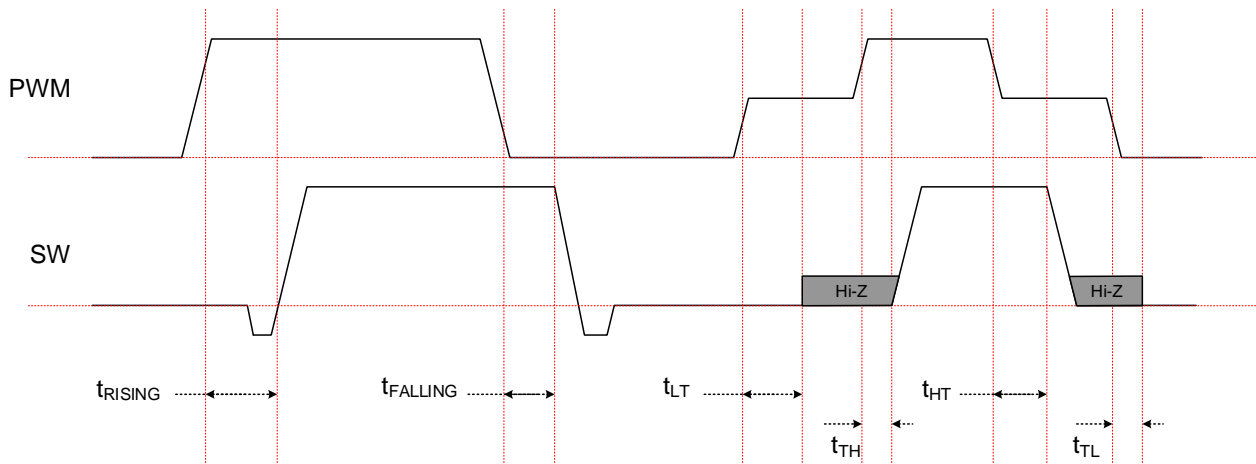 PWM
SW
Hi-Z
Hi-Z
tRISING
tFALLING
tLT
tHT
tTH
tTL